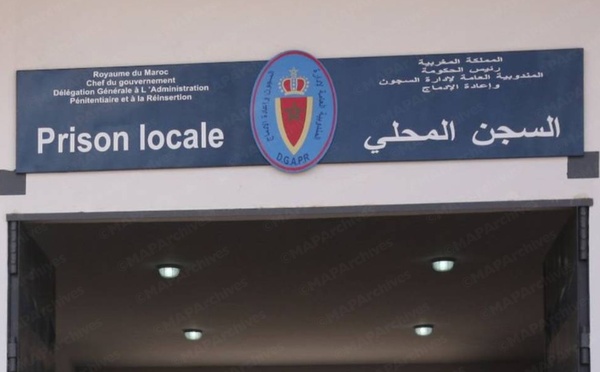 Royaume du Maroc
Chef du gouvernement
Délégation Générale à L 'Administration
Pénitentiaire et à la Réinsertion
Prison locale
D.G.A.P.R
المملكة المغربية
رئيس الحكومة
المندوبية العامة لإدارة السجون
وإعادة الإدماج
السجن المحلي